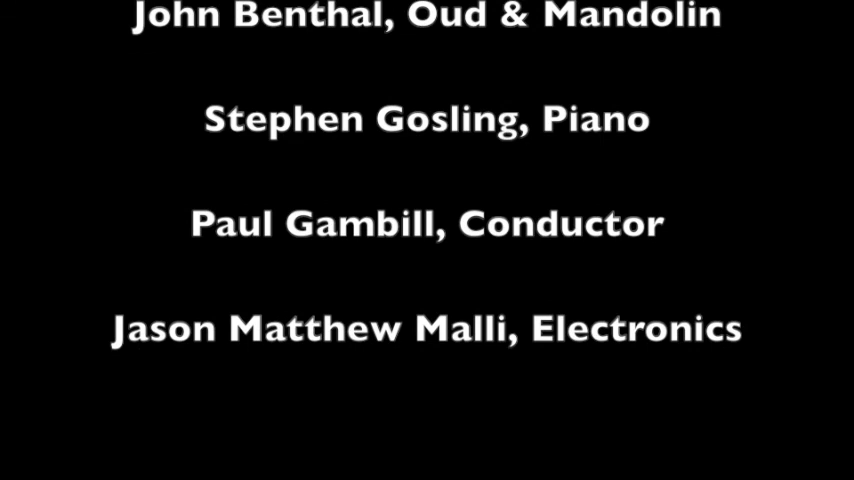 John Benthal, Oud & Mandolin
Stephen Gosling, Piano
Paul Gambill, Conductor
Jason Matthew Malli, Electronics